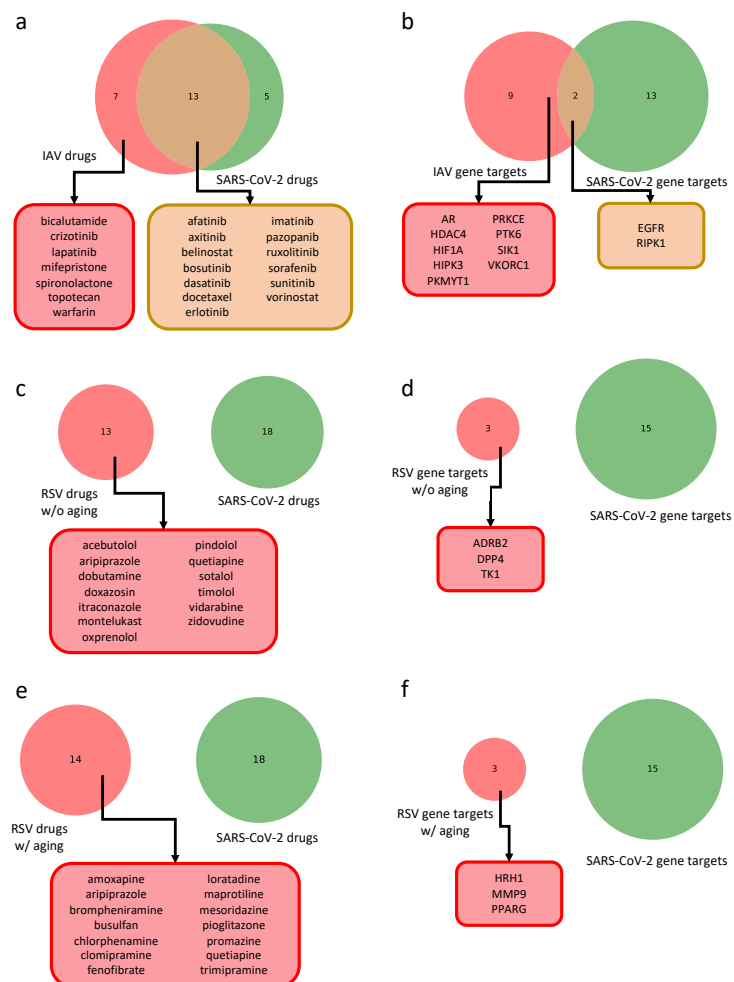 a
7
13
5
IAV drugs
SARS-CoV-2 drugs
bicalutamide
crizotinib
lapatinib
mifepristone
spironolactone
topotecan
warfarin
afatinib imatinib
axitinib pazopanib
belinostat ruxolitinib
bosutinib sorafenib
dasatinib sunitinib
docetaxel vorinostat
erlotinib
b
9
2
13
IAV gene targets
SARS-CoV-2 gene targets
AR PRKCE
HDAC4 PTK6
HIF1A SIK1
HIPK3 VKORC1
PKMYT1
EGFR
RIPK1
c
13
18
RSV drugs
w/o aging
SARS-CoV-2 drugs
acebutolol pindolol
aripiprazole quetiapine
dobutamine sotalol
doxazosin timolol
itraconazole vidarabine
montelukast zidovudine
oxprenolol
d
3
15
RSV gene targets
w/o aging
SARS-CoV-2 gene targets
ADRB2
DPP4
TK1
e
14
18
RSV drugs
w/ aging
SARS-CoV-2 drugs
amoxapine loratadine
aripiprazole maprotiline
brompheniramine mesoridazine
busulfan pioglitazone
chlorphenamine promazine
clomipramine quetiapine
fenofibrate trimipramine
f
3
15
RSV gene targets
w/ aging
SARS-CoV-2 gene targets
HRH1
MMP9
PPARG